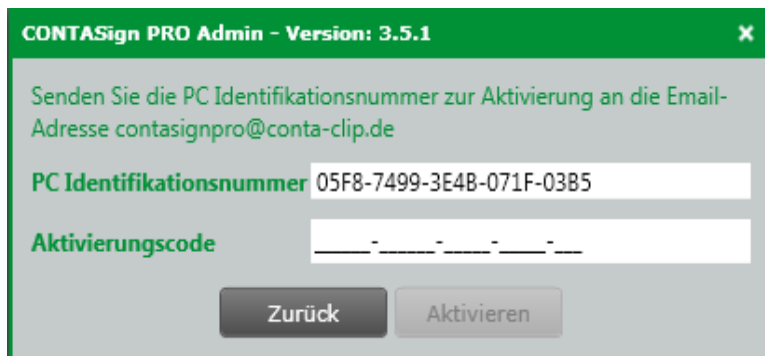 CONTASign PRO Admin - Version: 3.5.1
Senden Sie die PC Identifikationsnummer zur Aktivierung an die Email-
Adresse contasignpro@conta-clip.de
PC Identifikationsnummer 05F8-7499-3E4B-071F-03B5
Aktivierungscode _____-______-_____-_____-___
Zurück Aktivieren